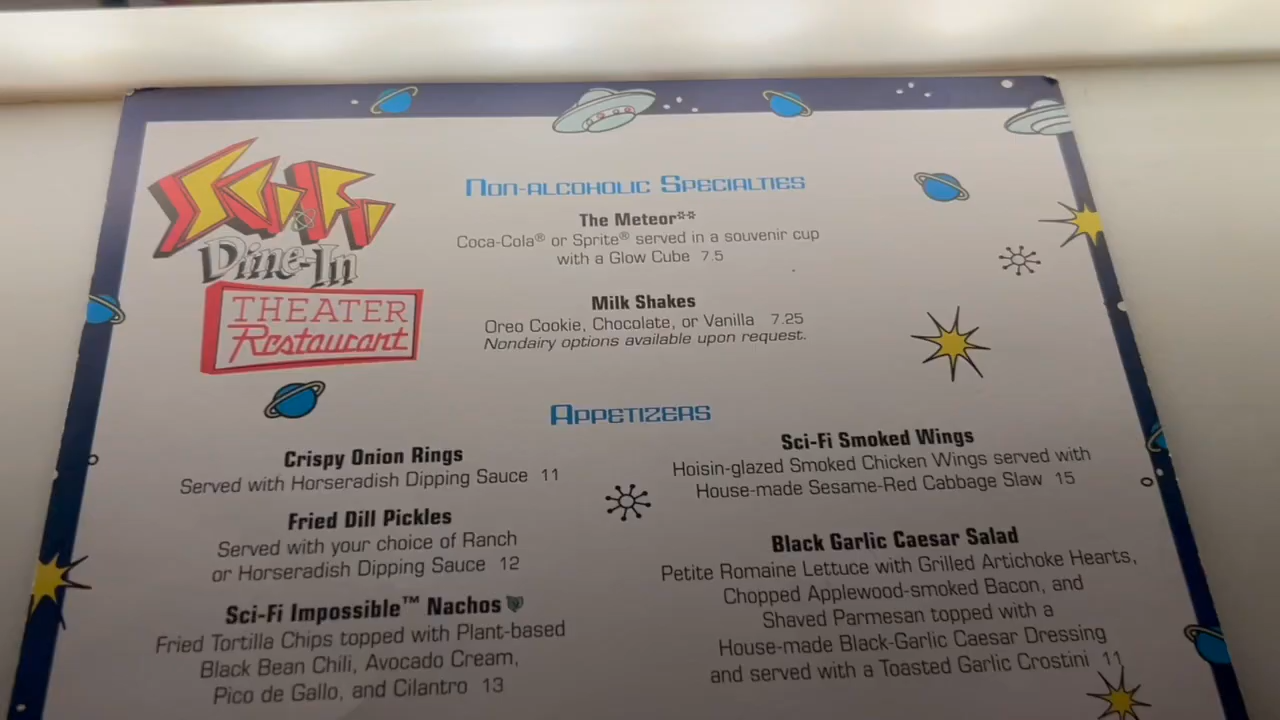 Sci-Fi
Dine-In
THEATER
Restaurant
NON-ALCOHOLIC SPECIALTIES
The Meteor**
Coca-Cola® or Sprite® served in a souvenir cup
with a Glow Cube 7.5
Milk Shakes
Oreo Cookie, Chocolate, or Vanilla 7.25
Nondairy options available upon request.
APPETIZERS
Crispy Onion Rings
Served with Horseradish Dipping Sauce 11
Fried Dill Pickles
Served with your choice of Ranch
or Horseradish Dipping Sauce 12
Sci-Fi Impossible™ Nachos
Fried Tortilla Chips topped with Plant-based
Black Bean Chili, Avocado Cream,
Pico de Gallo, and Cilantro 13
Sci-Fi Smoked Wings
Hoisin-glazed Smoked Chicken Wings served with
House-made Sesame-Red Cabbage Slaw 15
Black Garlic Caesar Salad
Petite Romaine Lettuce with Grilled Artichoke Hearts,
Chopped Applewood-smoked Bacon, and
Shaved Parmesan topped with a
House-made Black-Garlic Caesar Dressing
and served with a Toasted Garlic Crostini 11